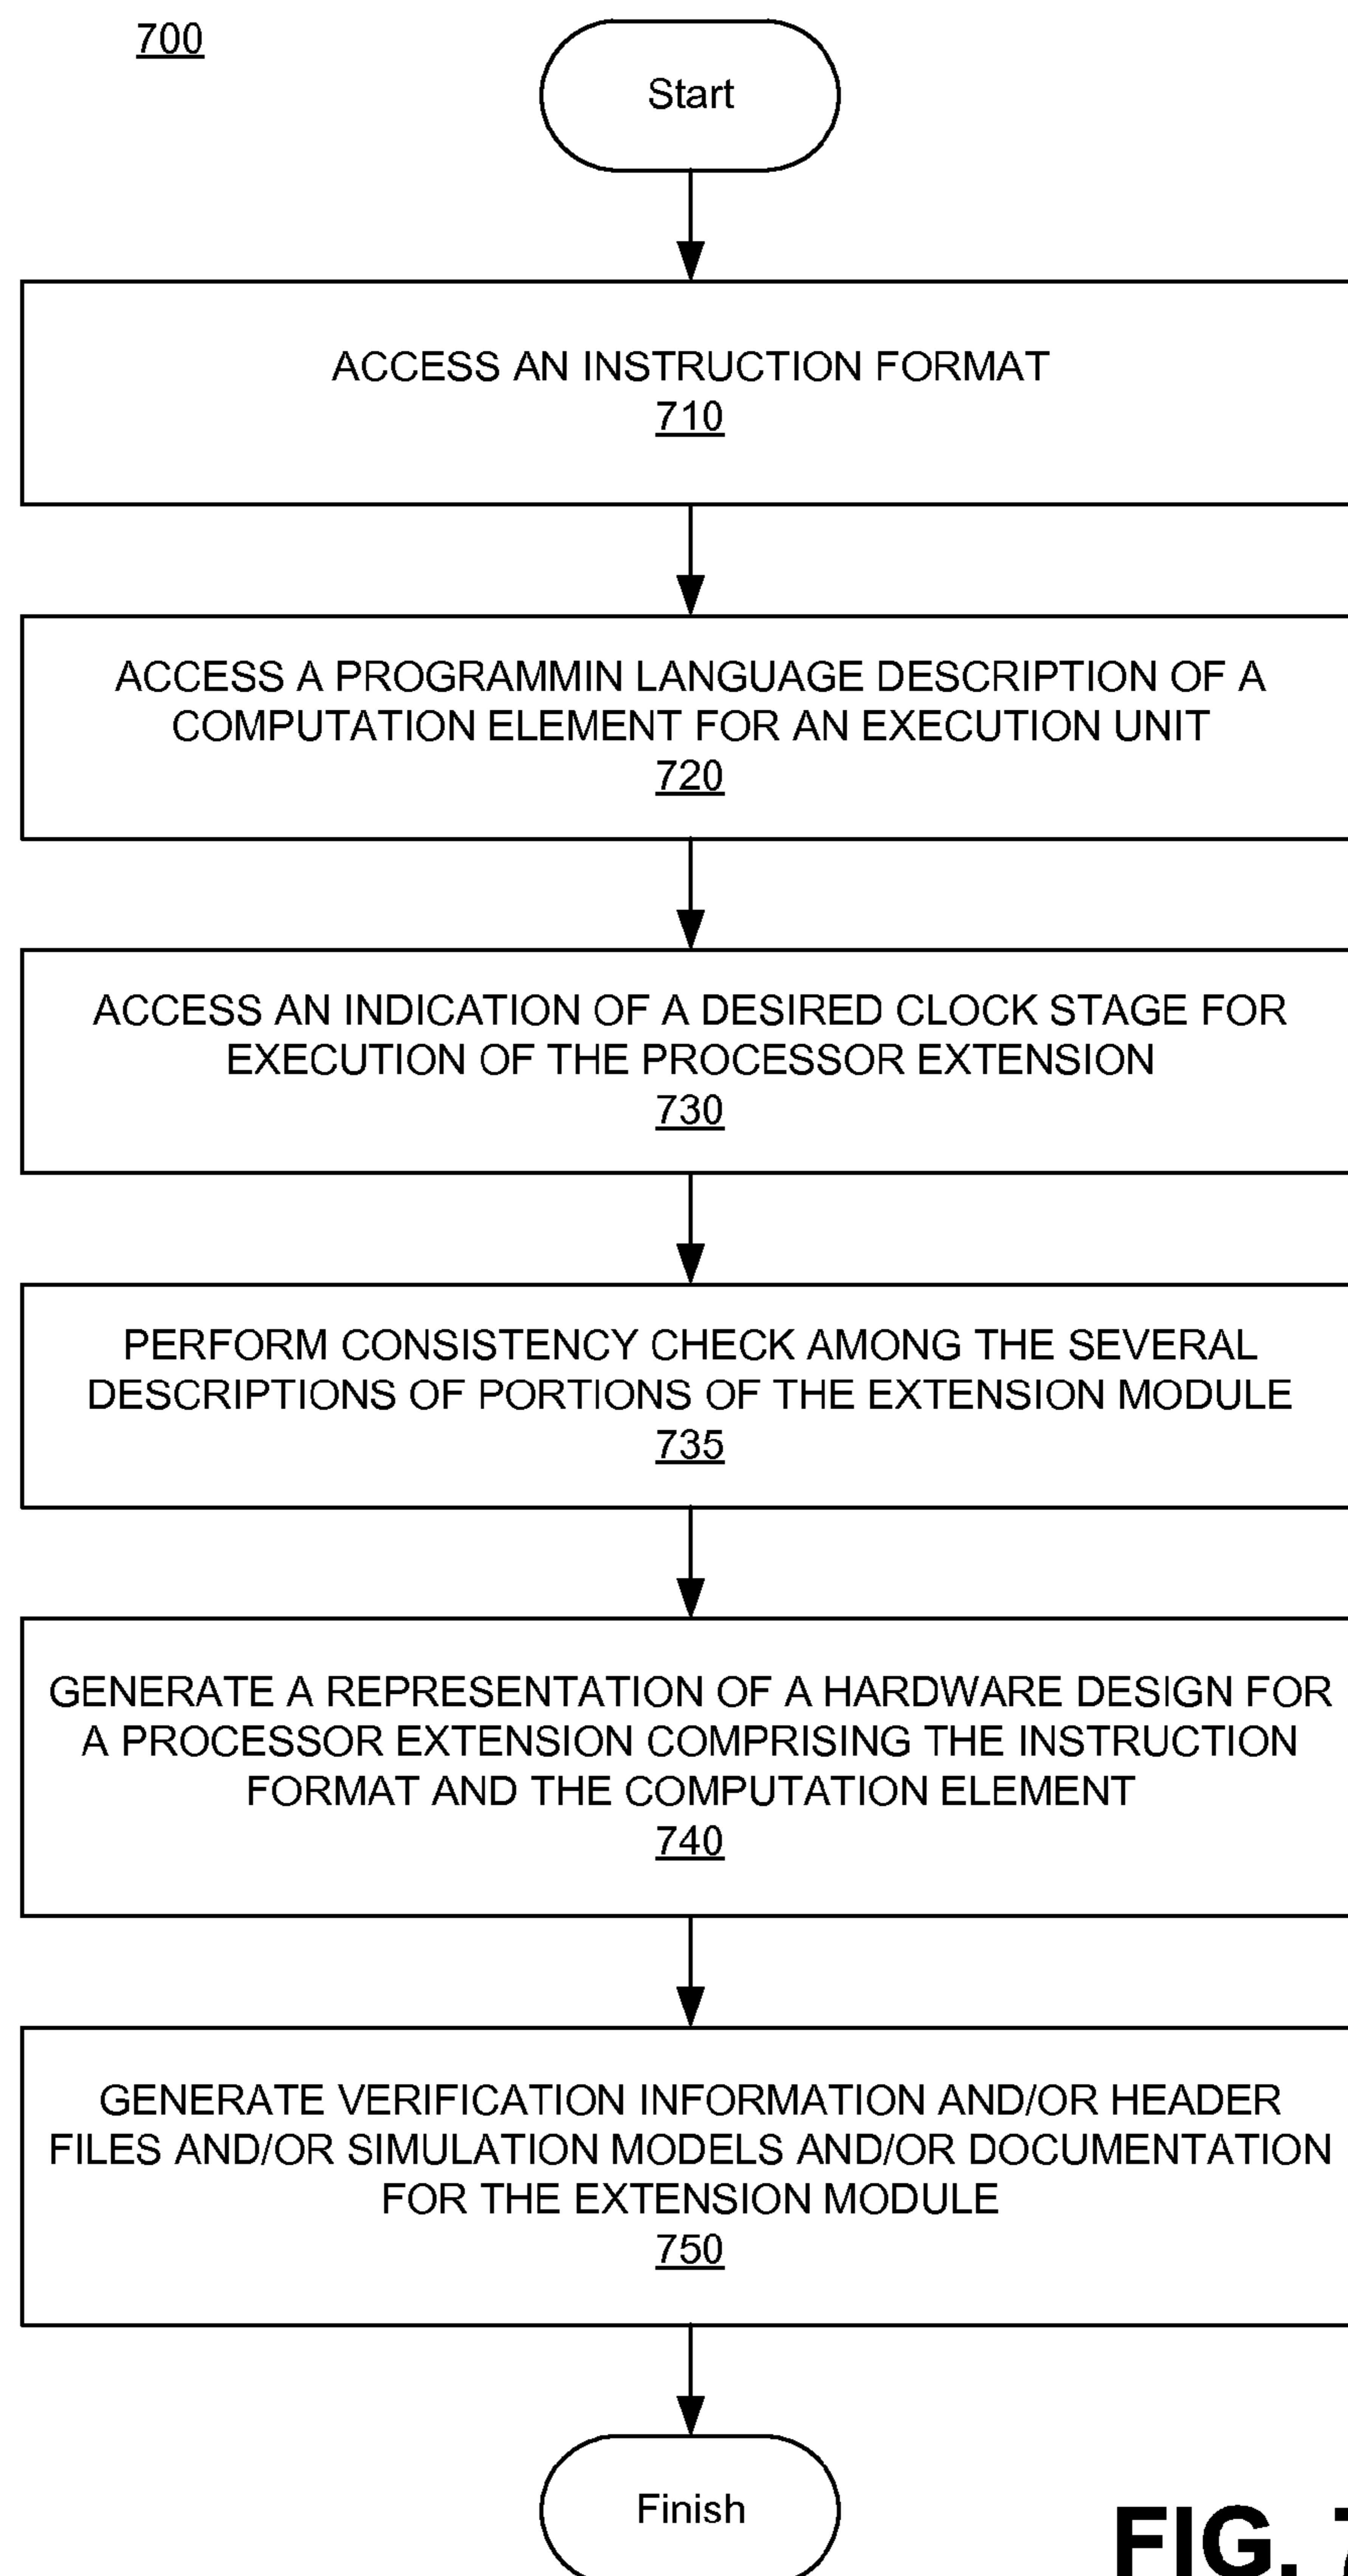 700
Start
ACCESS AN INSTRUCTION FORMAT
710
ACCESS A PROGRAMMIN LANGUAGE DESCRIPTION OF A
COMPUTATION ELEMENT FOR AN EXECUTION UNIT
720
ACCESS AN INDICATION OF A DESIRED CLOCK STAGE FOR
EXECUTION OF THE PROCESSOR EXTENSION
730
PERFORM CONSISTENCY CHECK AMONG THE SEVERAL
DESCRIPTIONS OF PORTIONS OF THE EXTENSION MODULE
735
GENERATE A REPRESENTATION OF A HARDWARE DESIGN FOR
A PROCESSOR EXTENSION COMPRISING THE INSTRUCTION
FORMAT AND THE COMPUTATION ELEMENT
740
GENERATE VERIFICATION INFORMATION AND/OR HEADER
FILES AND/OR SIMULATION MODELS AND/OR DOCUMENTATION
FOR THE EXTENSION MODULE
750
Finish
FIG. 7